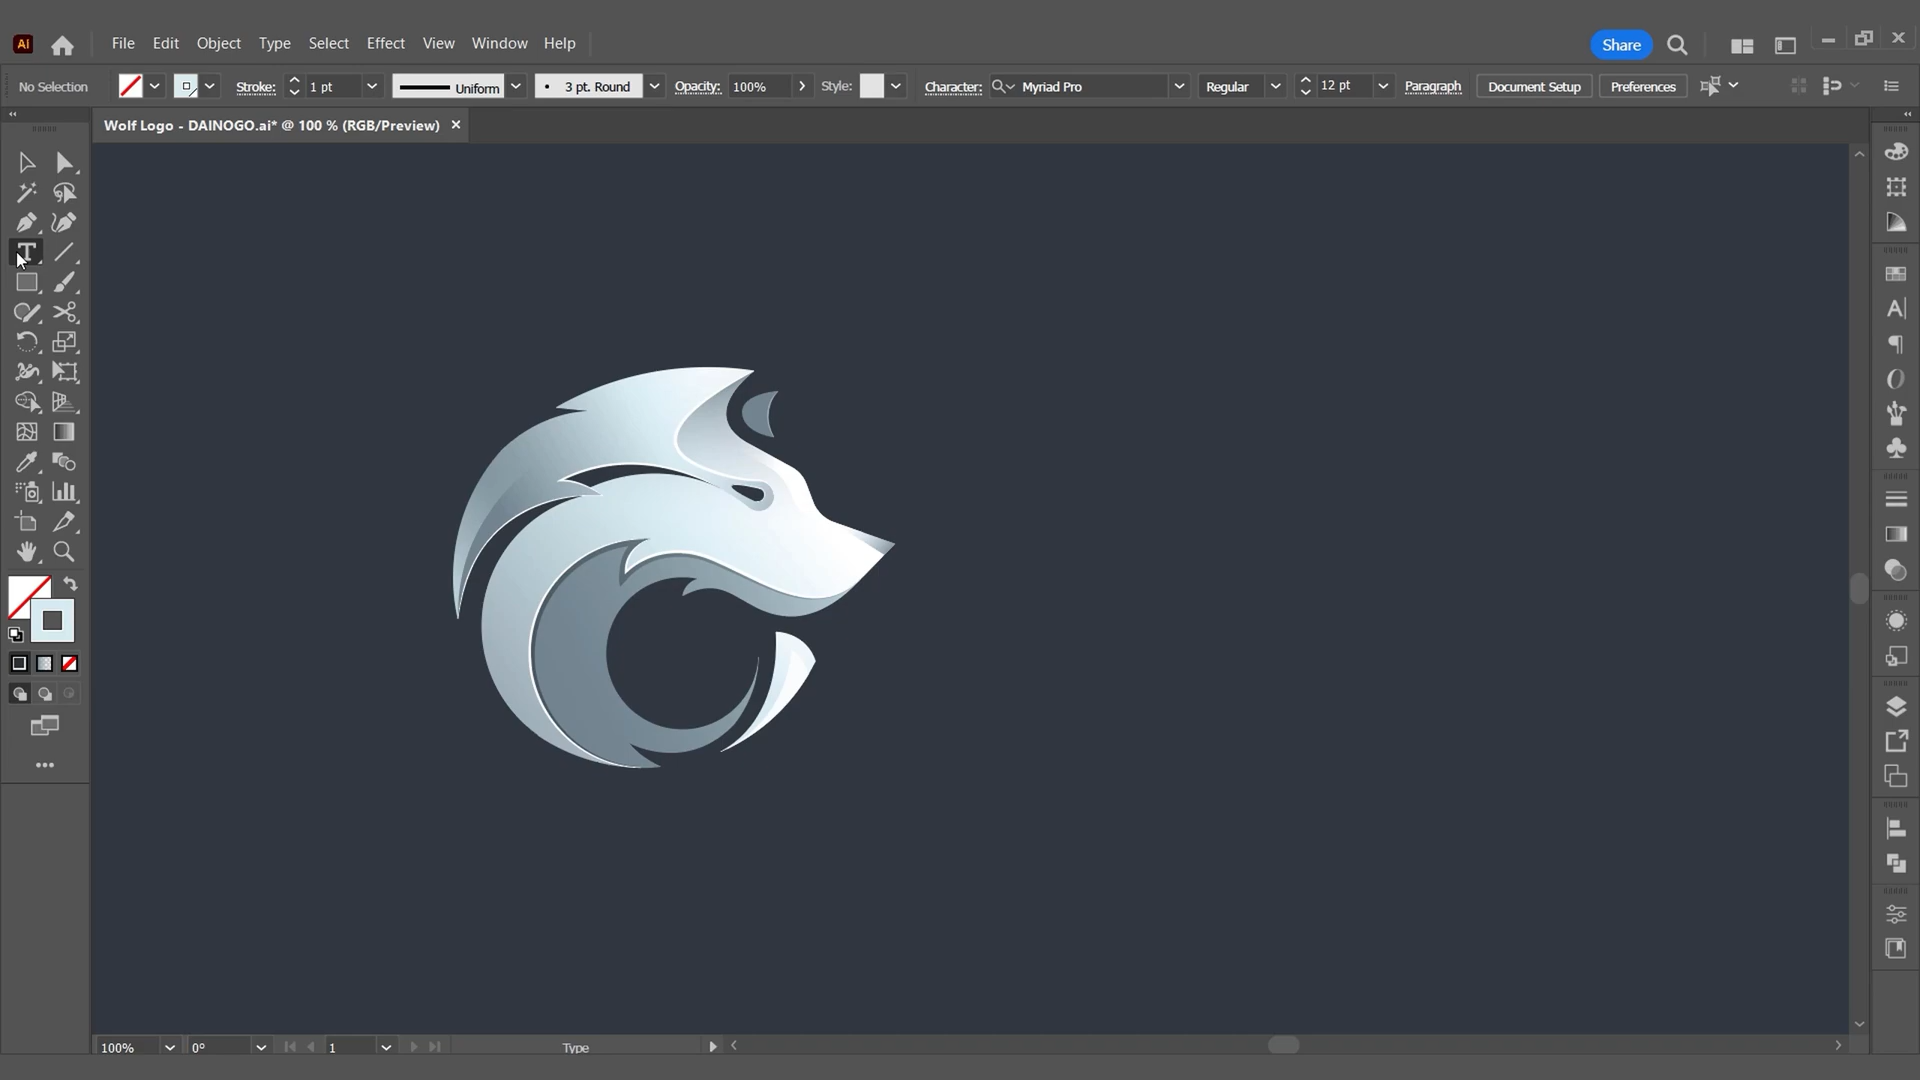 Ai File Edit Object Type Select Effect View Window Help Share
No Selection Stroke: 1 pt Uniform 3 pt. Round Opacity: 100% Style: Character: Myriad Pro Regular 12 pt Paragraph Document Setup Preferences
Wolf Logo - DAINOGO.ai* @ 100 % (RGB/Preview)
100% 0° 1 Type